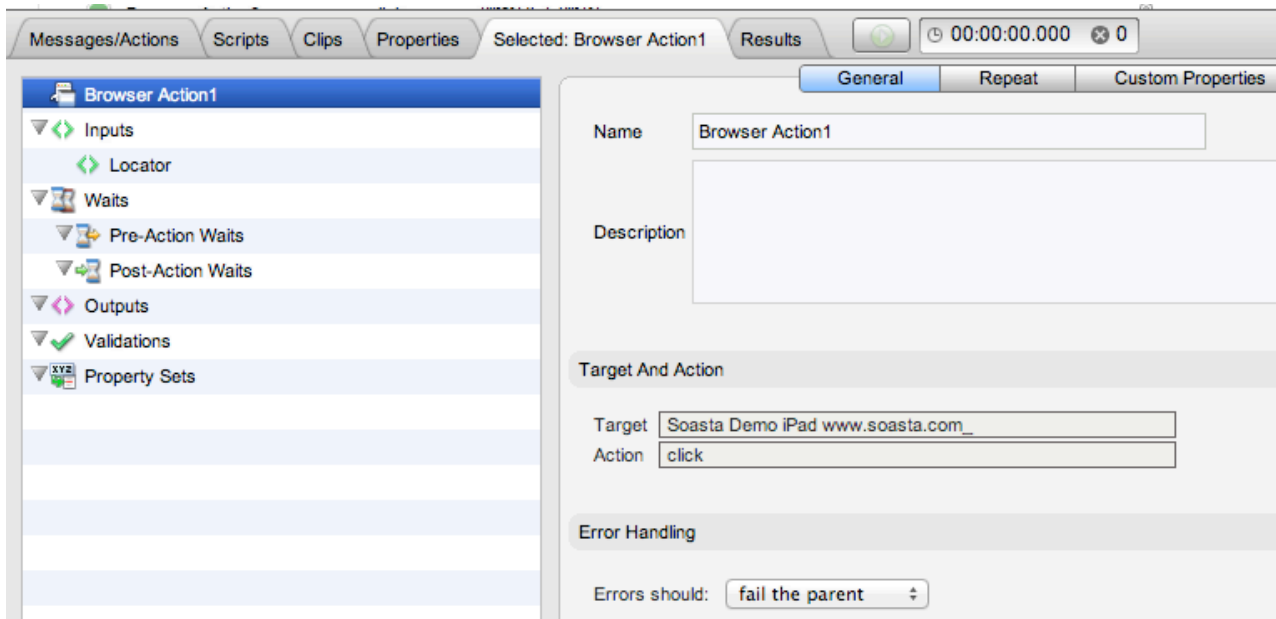 Messages/Actions Scripts Clips Properties Selected: Browser Action1 Results 00:00:00.000 0
General Repeat Custom Properties
Browser Action1
Inputs
Locator
Waits
Pre-Action Waits
Post-Action Waits
Outputs
Validations
XYZ Property Sets
Name Browser Action1
Description
Target And Action
Target Soasta Demo iPad www.soasta.com_
Action click
Error Handling
Errors should: fail the parent